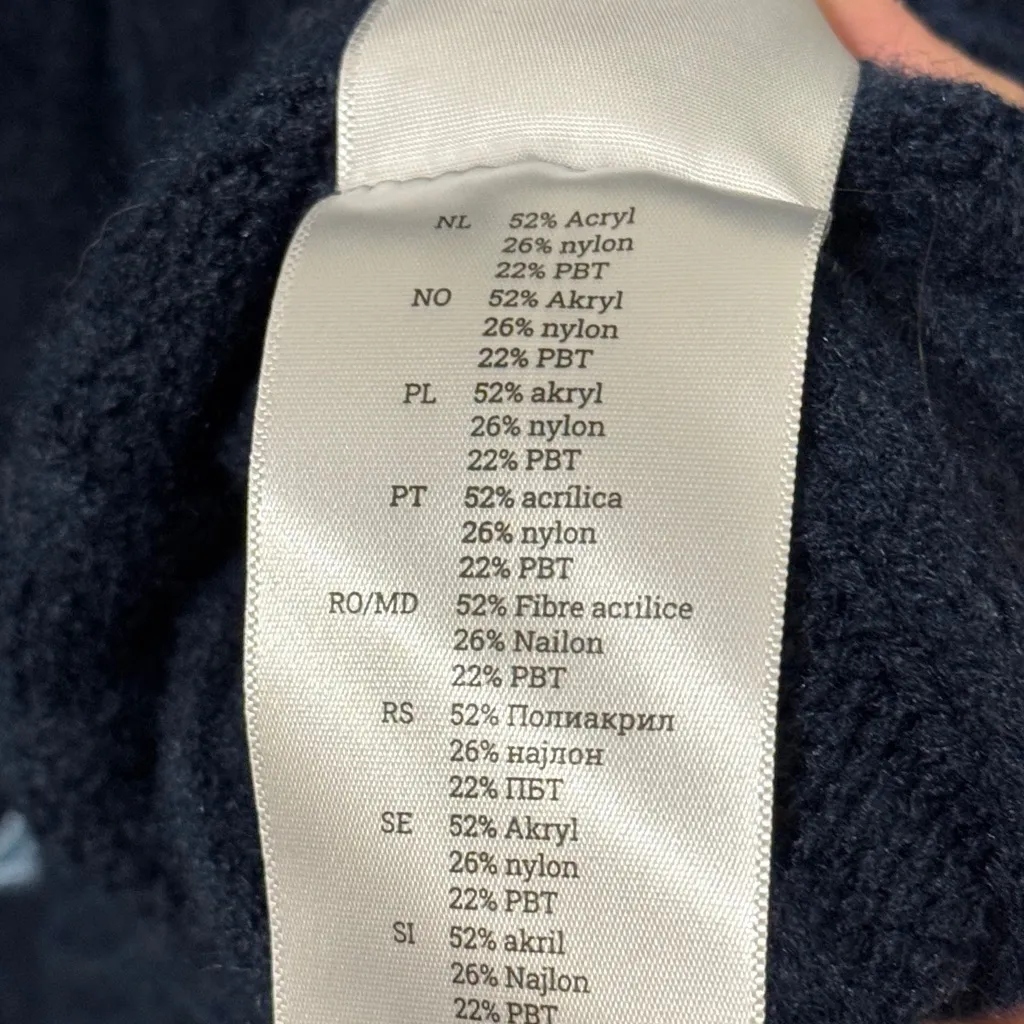 NL 52% Acryl
26% nylon
22% PBT
NO 52% Akryl
26% nylon
22% PBT
PL 52% akryl
26% nylon
22% PBT
PT 52% acrílica
26% nylon
22% PBT
RO/MD 52% Fibre acrilice
26% Nailon
22% PBT
RS 52% Полиакрил
26% најлон
22% ПБТ
SE 52% Akryl
26% nylon
22% PBT
SI 52% akril
26% Najlon
22% PBT